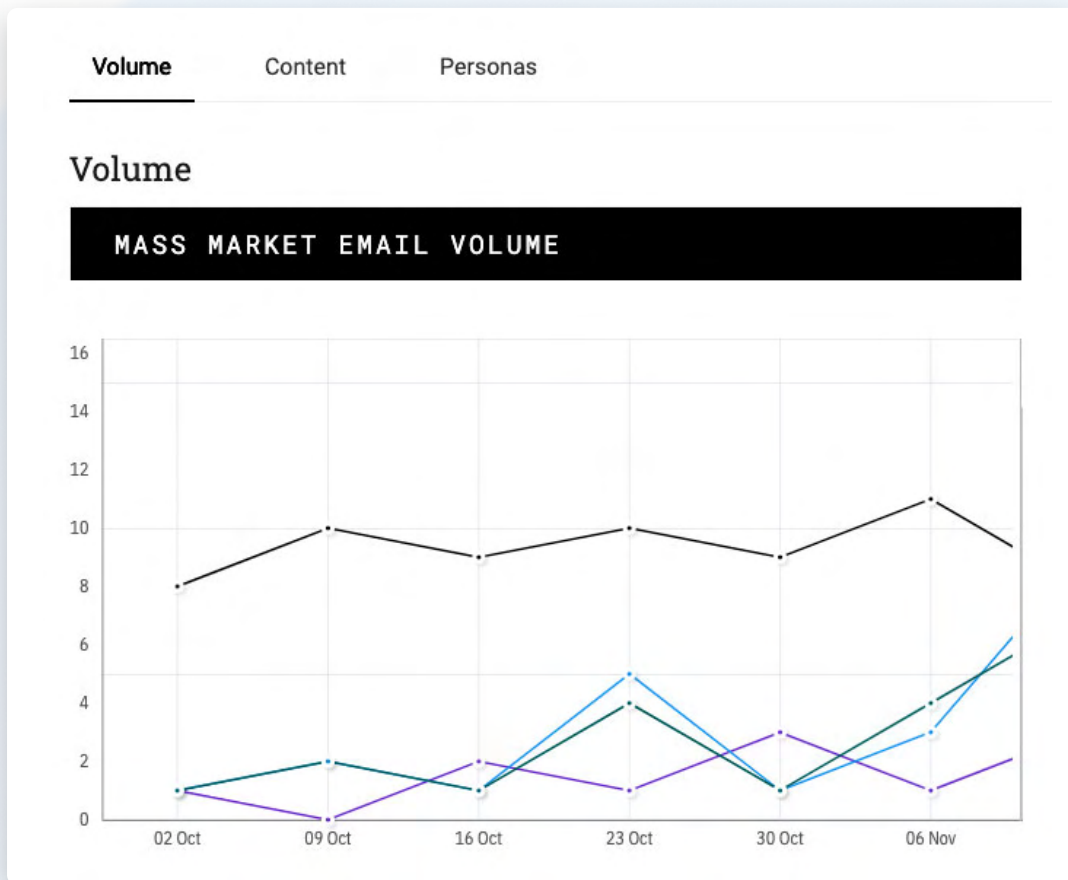 Volume Content Personas
Volume
MASS MARKET EMAIL VOLUME
16
14
12
10
8
6
4
2
0
02 Oct 09 Oct 16 Oct 23 Oct 30 Oct 06 Nov